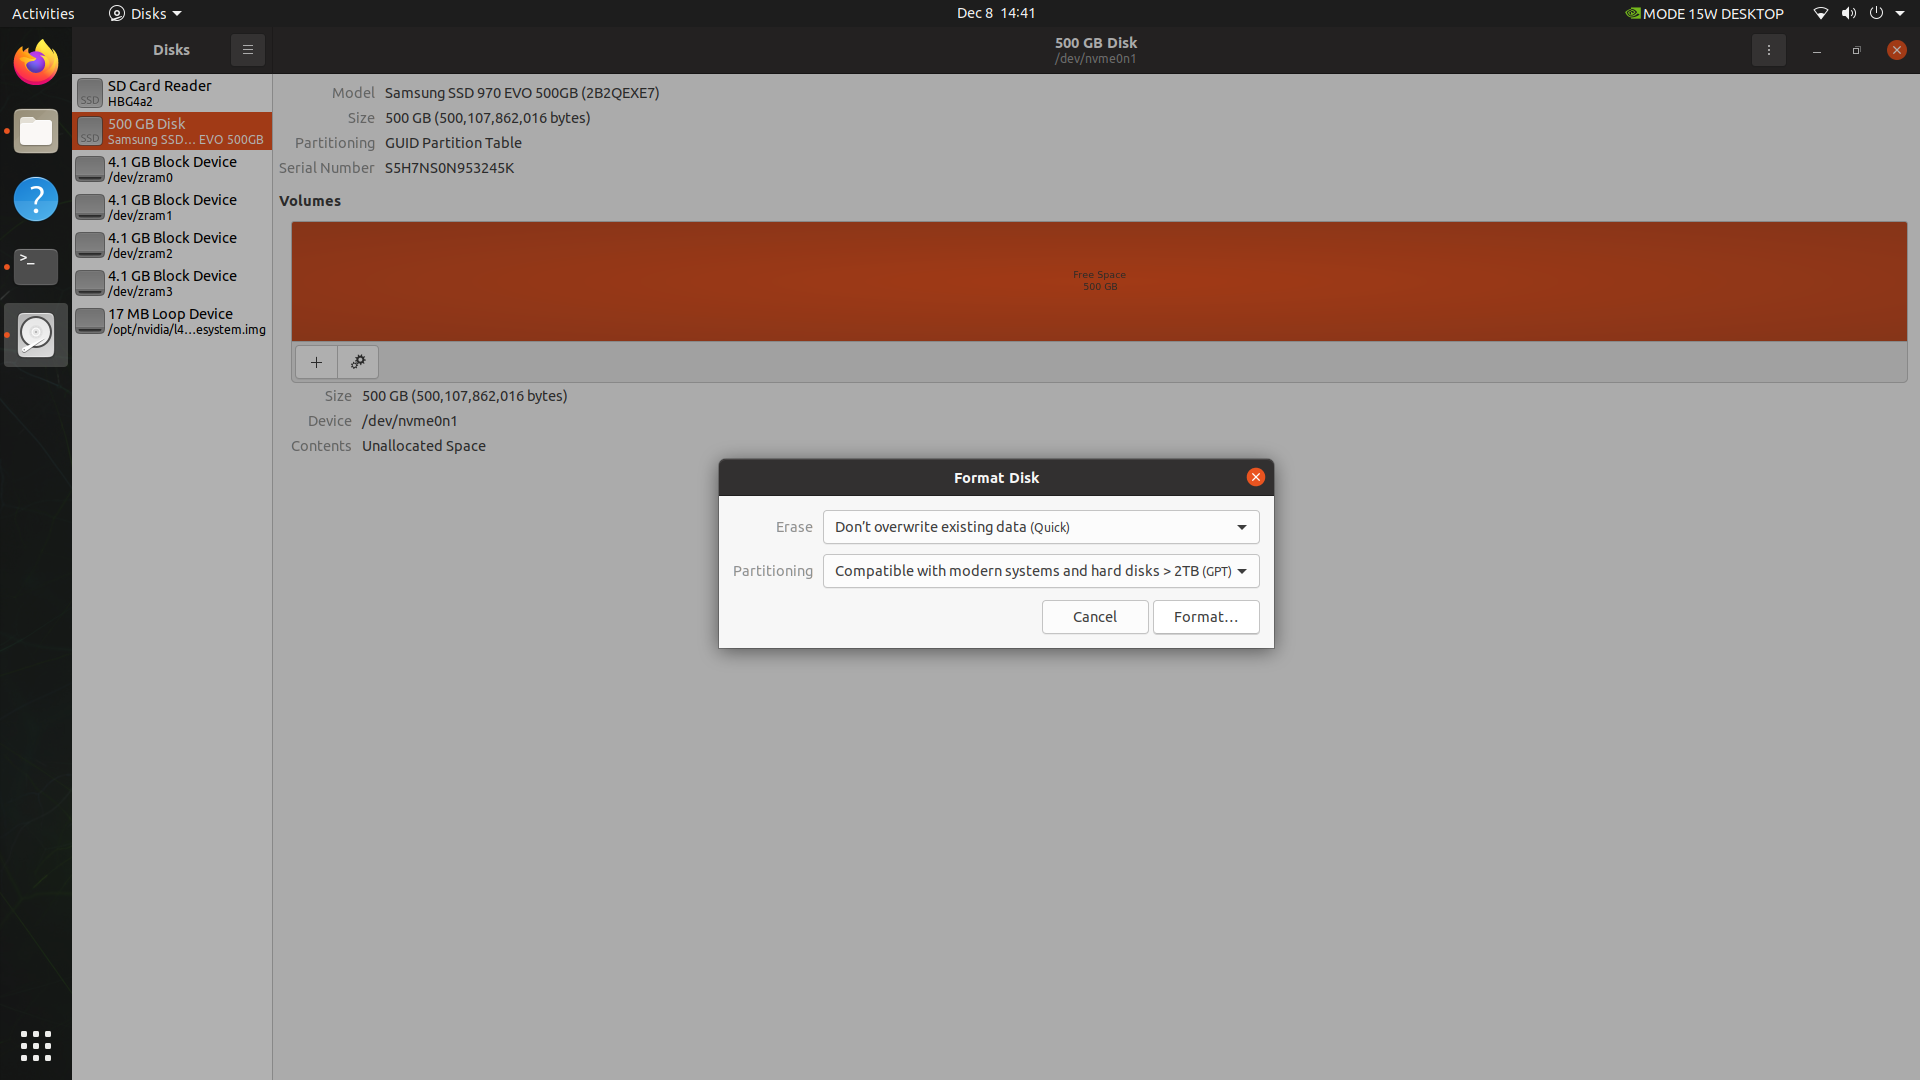 Activities
Disks
Dec 8 14:41
MODE 15W DESKTOP
Disks
500 GB Disk
/dev/nvme0n1
SSD
SD Card Reader
HBG4a2
SSD
500 GB Disk
Samsung SSD... EVO 500GB
4.1 GB Block Device
/dev/zram0
4.1 GB Block Device
/dev/zram1
4.1 GB Block Device
/dev/zram2
4.1 GB Block Device
/dev/zram3
17 MB Loop Device
/opt/nvidia/l4...esystem.img
Model Samsung SSD 970 EVO 500GB (2B2QEXE7)
Size 500 GB (500,107,862,016 bytes)
Partitioning GUID Partition Table
Serial Number S5H7NS0N953245K
Volumes
Free Space
500 GB
Size 500 GB (500,107,862,016 bytes)
Device /dev/nvme0n1
Contents Unallocated Space
Format Disk
Erase Don’t overwrite existing data (Quick)
Partitioning Compatible with modern systems and hard disks > 2TB (GPT)
Cancel Format...